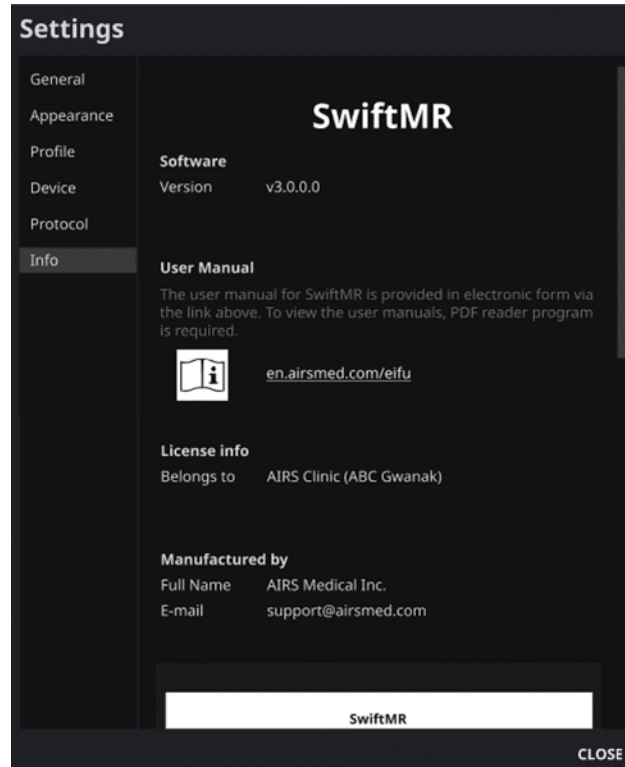 Settings
General
Appearance
Profile
Device
Protocol
Info
SwiftMR
Software
Version v3.0.0.0
User Manual
The user manual for SwiftMR is provided in electronic form via
the link above. To view the user manuals, PDF reader program
is required.
i
en.airsmed.com/eifu
License info
Belongs to AIRS Clinic (ABC Gwanak)
Manufactured by
Full Name AIRS Medical Inc.
E-mail support@airsmed.com
SwiftMR
CLOSE